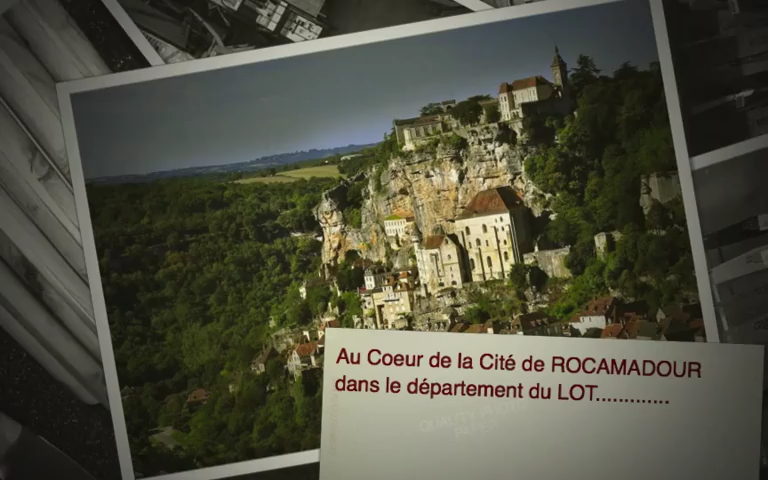 Au Coeur de la Cité de ROCAMADOUR
dans le département du LOT.............